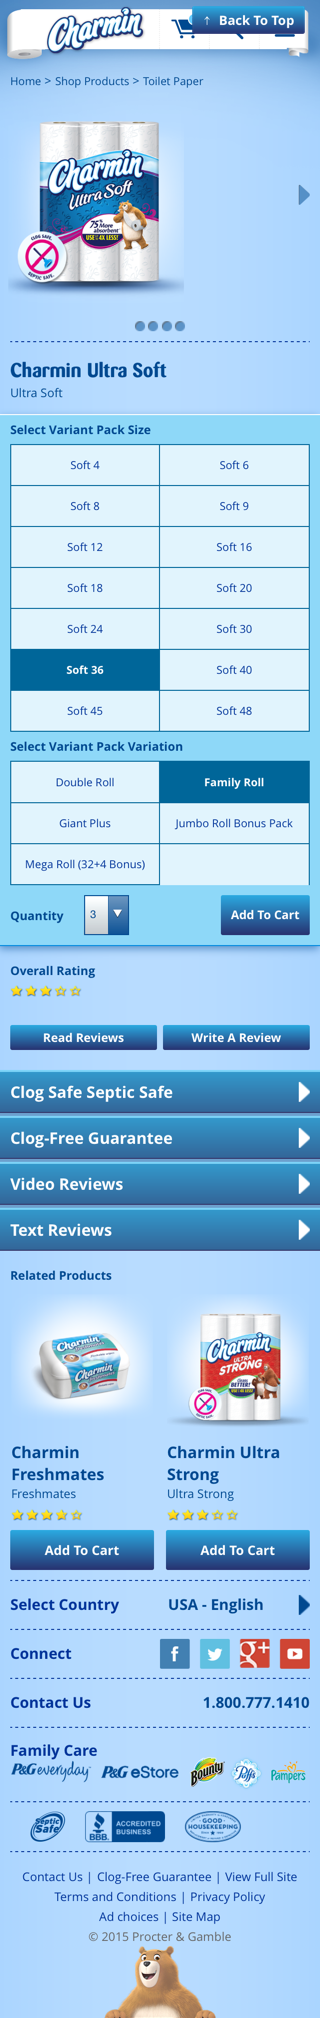 Charmin
↑ Back To Top
Home > Shop Products > Toilet Paper
Charmin
Ultra Soft
75% More
absorbent*
USE UP TO 4X LESS!
CLOG SAFE.
SEPTIC SAFE.
Charmin Ultra Soft
Ultra Soft
Select Variant Pack Size
Soft 4
Soft 6
Soft 8
Soft 9
Soft 12
Soft 16
Soft 18
Soft 20
Soft 24
Soft 30
Soft 36
Soft 40
Soft 45
Soft 48
Select Variant Pack Variation
Double Roll
Family Roll
Giant Plus
Jumbo Roll Bonus Pack
Mega Roll (32+4 Bonus)
Quantity
3
Add To Cart
Overall Rating
Read Reviews
Write A Review
Clog Safe Septic Safe
Clog-Free Guarantee
Video Reviews
Text Reviews
Related Products
Charmin
Charmin
Charmin
ULTRA
STRONG
Charmin
Freshmates
Freshmates
Charmin Ultra
Strong
Ultra Strong
Add To Cart
Add To Cart
Select Country
USA - English
Connect
f
g+
Contact Us
1.800.777.1410
Family Care
P&G everyday
P&G eStore
Bounty
Puffs
Pampers
Septic
Safe
BBB.
ACCREDITED
BUSINESS
GOOD
HOUSEKEEPING
Contact Us | Clog-Free Guarantee | View Full Site
Terms and Conditions | Privacy Policy
Ad choices | Site Map
© 2015 Procter & Gamble